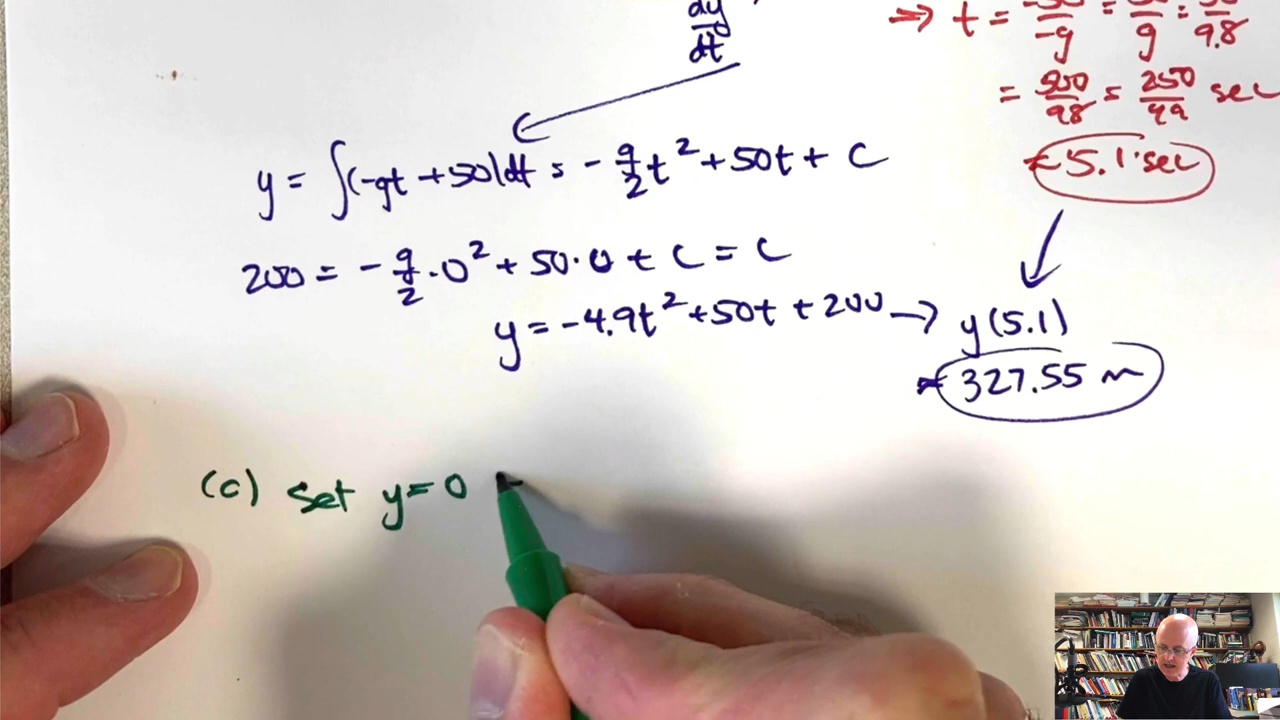 dy/dt
⇒ t = -50/-g = 50/g = 50/9.8
= 500/98 = 250/49 sec
≈ 5.1 sec
y = ∫(-gt + 50)dt = - g/2 t² + 50t + C
200 = - g/2 · 0² + 50·0 + C = C
y = -4.9t² + 50t + 200 → y(5.1)
≈ 327.55 m
(c) set y = 0